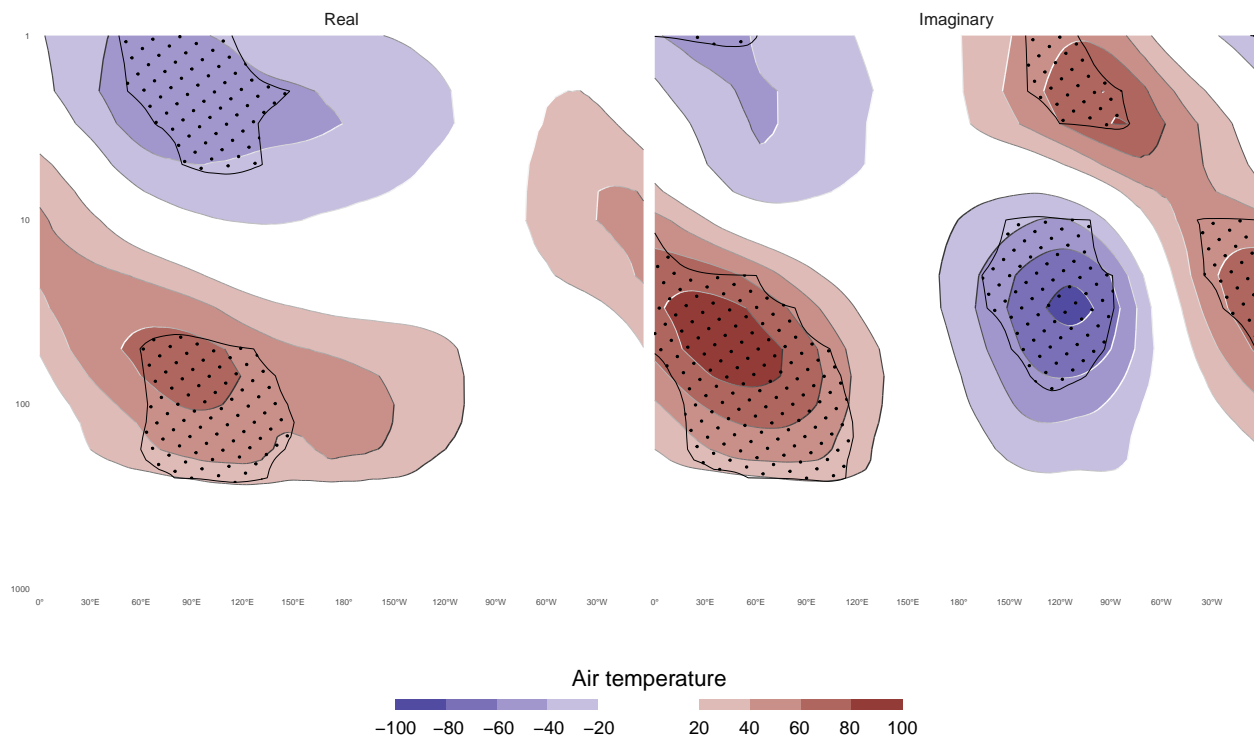 Real Imaginary
1
10
100
1000
0° 30°E 60°E 90°E 120°E 150°E 180° 150°W 120°W 90°W 60°W 30°W 0° 30°E 60°E 90°E 120°E 150°E 180° 150°W 120°W 90°W 60°W 30°W
Air temperature
−100 −80 −60 −40 −20 20 40 60 80 100